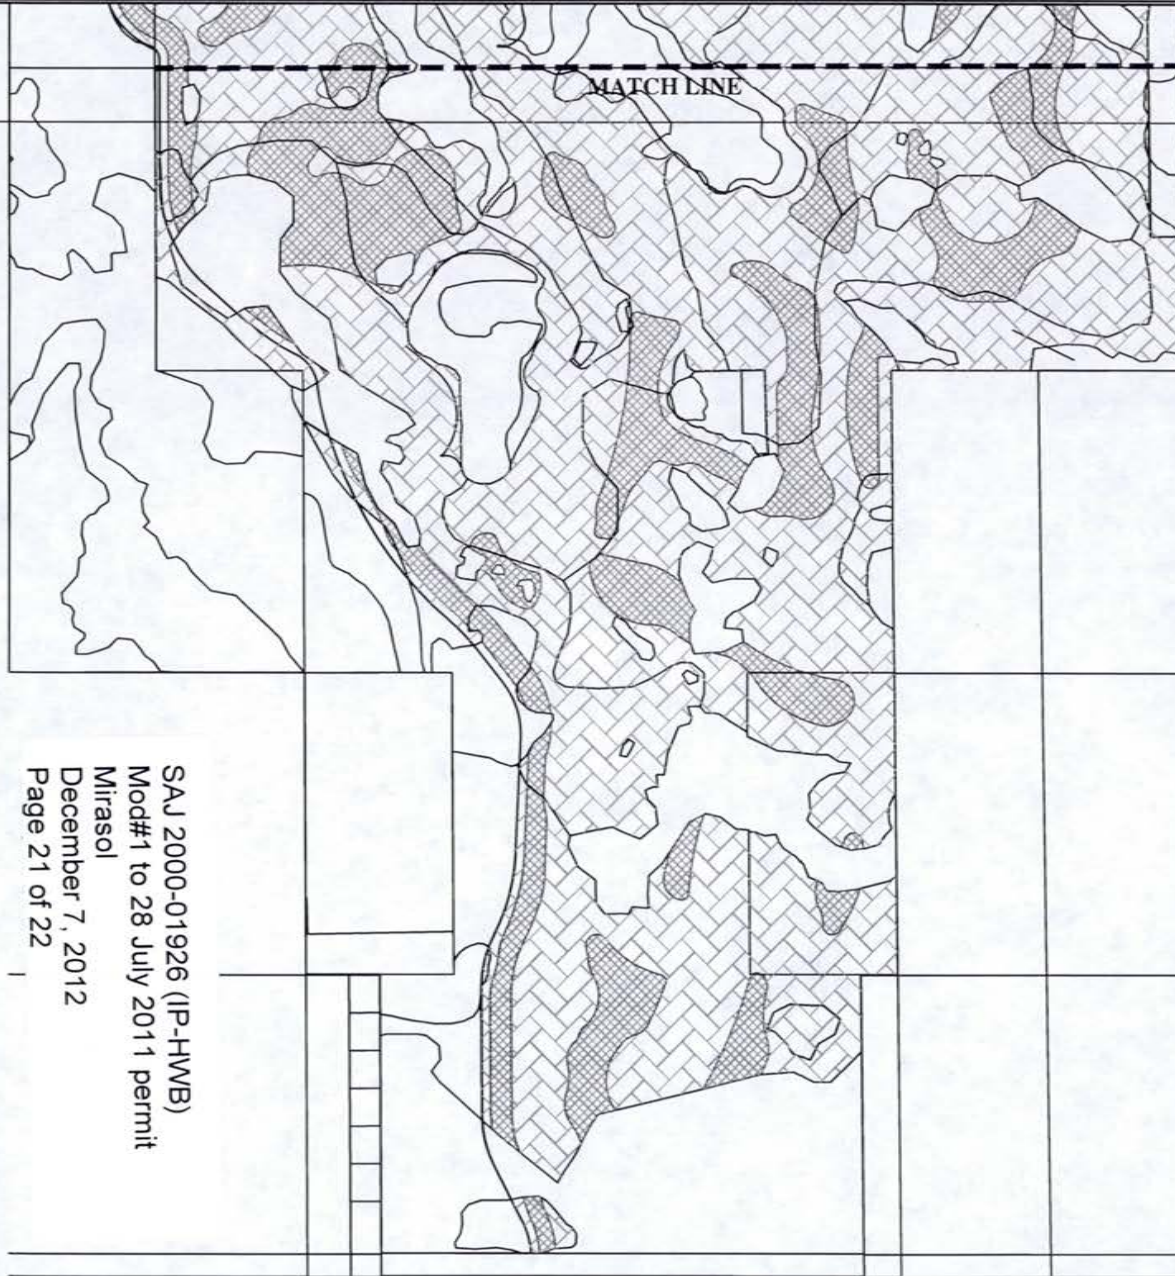 MATCH LINE
SAJ 2000-01926 (IP-HWB)
Mod#1 to 28 July 2011 permit
Mirasol
December 7, 2012
Page 21 of 22